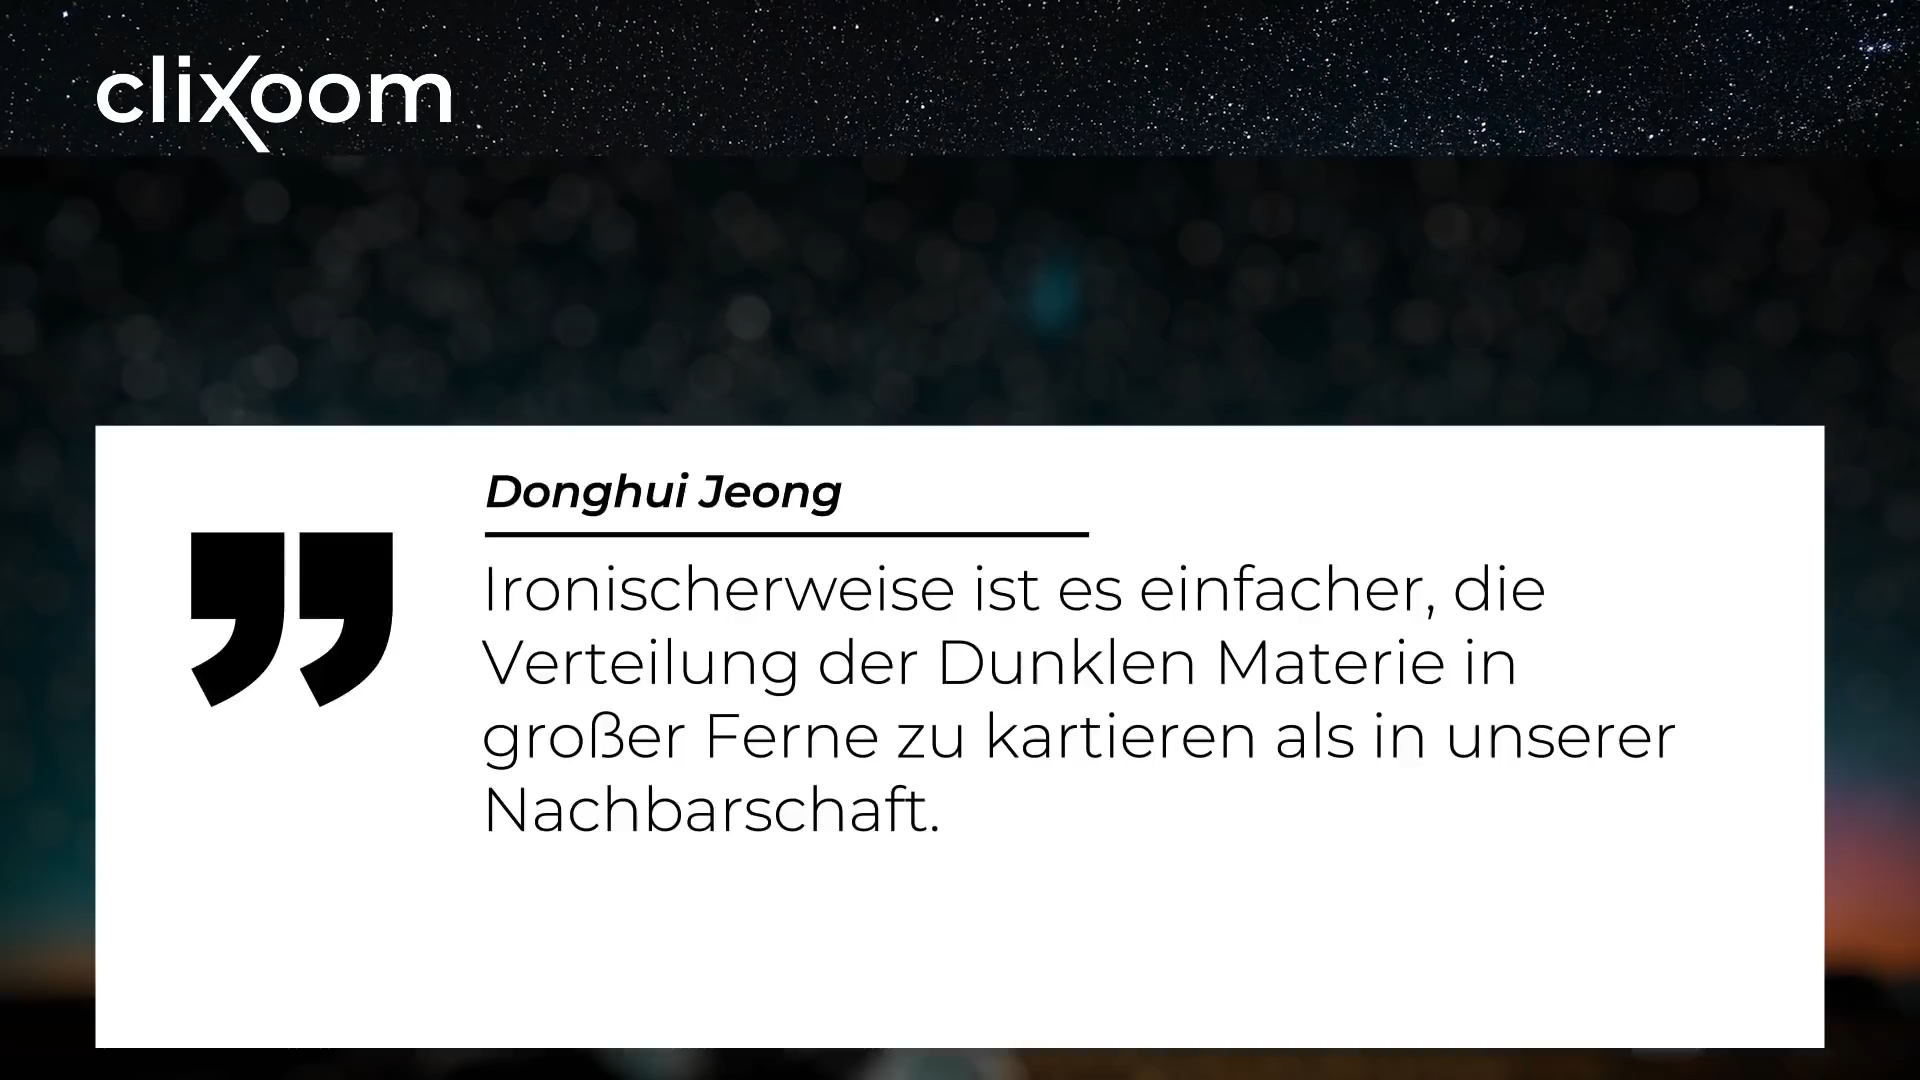 clixoom
Donghui Jeong
Ironischerweise ist es einfacher, die
Verteilung der Dunklen Materie in
großer Ferne zu kartieren als in unserer
Nachbarschaft.